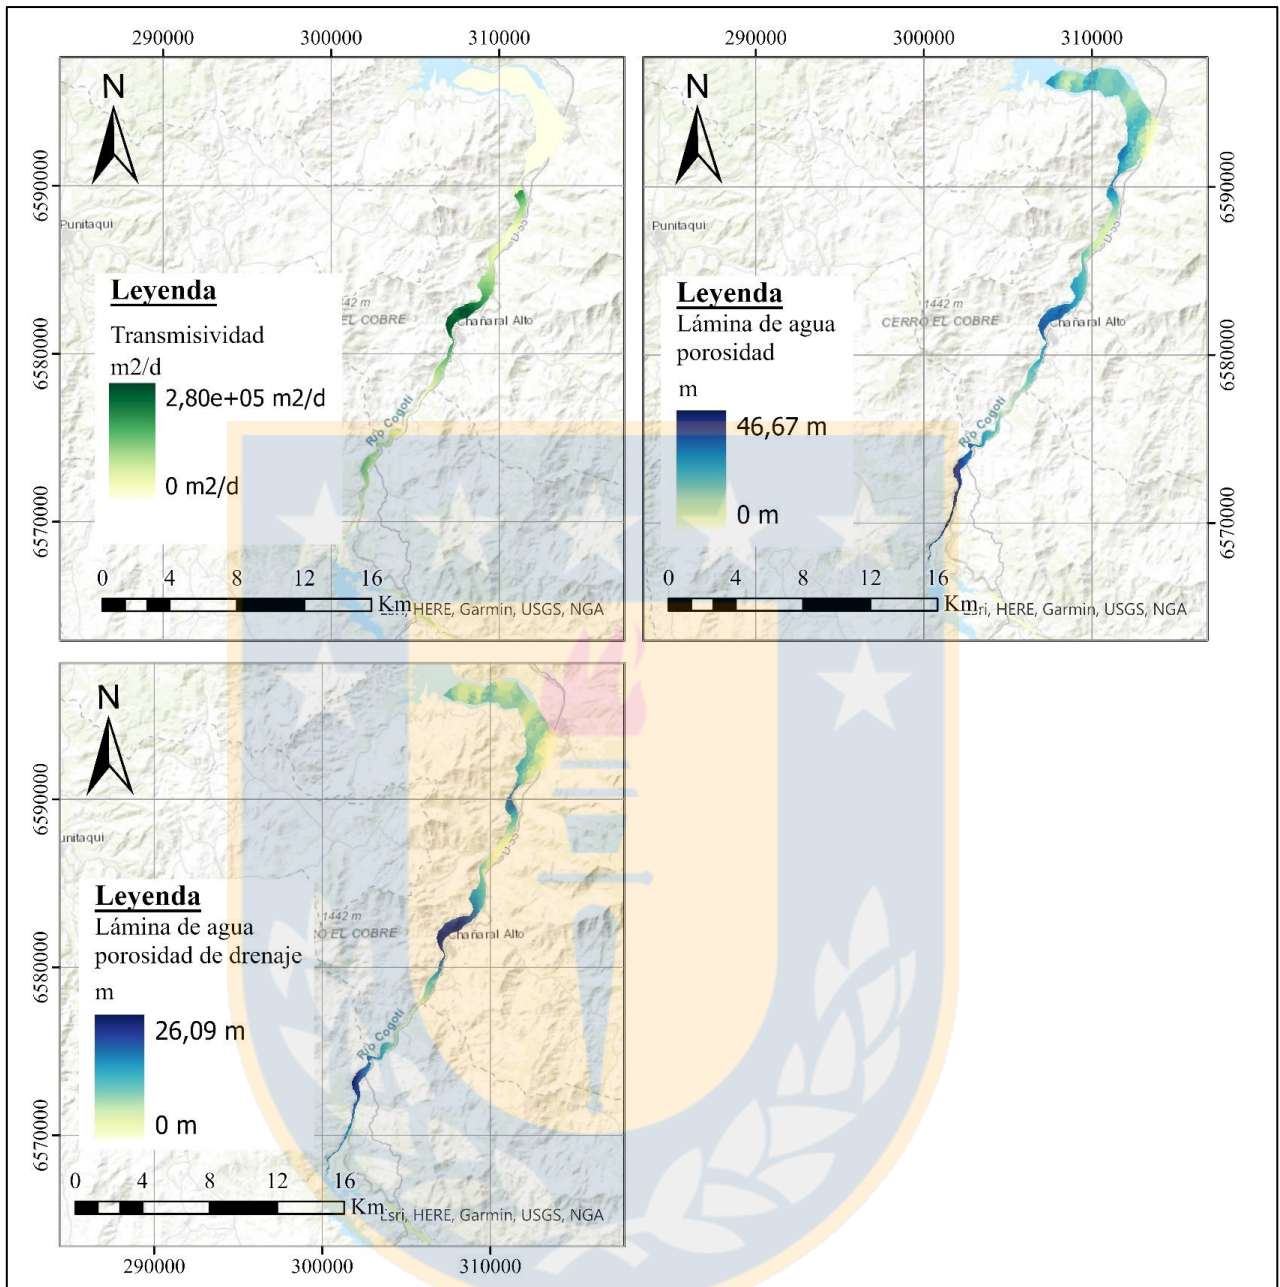 290000
300000
310000
290000
300000
310000
N
6590000
6580000
6570000
Punitaqui
Leyenda
Transmisividad
m2/d
2,80e+05 m2/d
0 m2/d
442 m
EL COBRE
Chañaral Alto
Río Cogotí
0 4 8 12 16
Km
Esri, HERE, Garmin, USGS, NGA
N
6590000
6580000
6570000
Punitaqui
Leyenda
Lámina de agua
porosidad
m
46,67 m
0 m
1442 m
CERRO EL COBRE
Chañaral Alto
Río Cogotí
0 4 8 12 16
Km
Esri, HERE, Garmin, USGS, NGA
N
6590000
6580000
6570000
unitaqui
Leyenda
Lámina de agua
porosidad de drenaje
m
26,09 m
0 m
1442 m
O EL COBRE
Chañaral Alto
Río Cogotí
0 4 8 12 16
Km
Esri, HERE, Garmin, USGS, NGA
290000
300000
310000